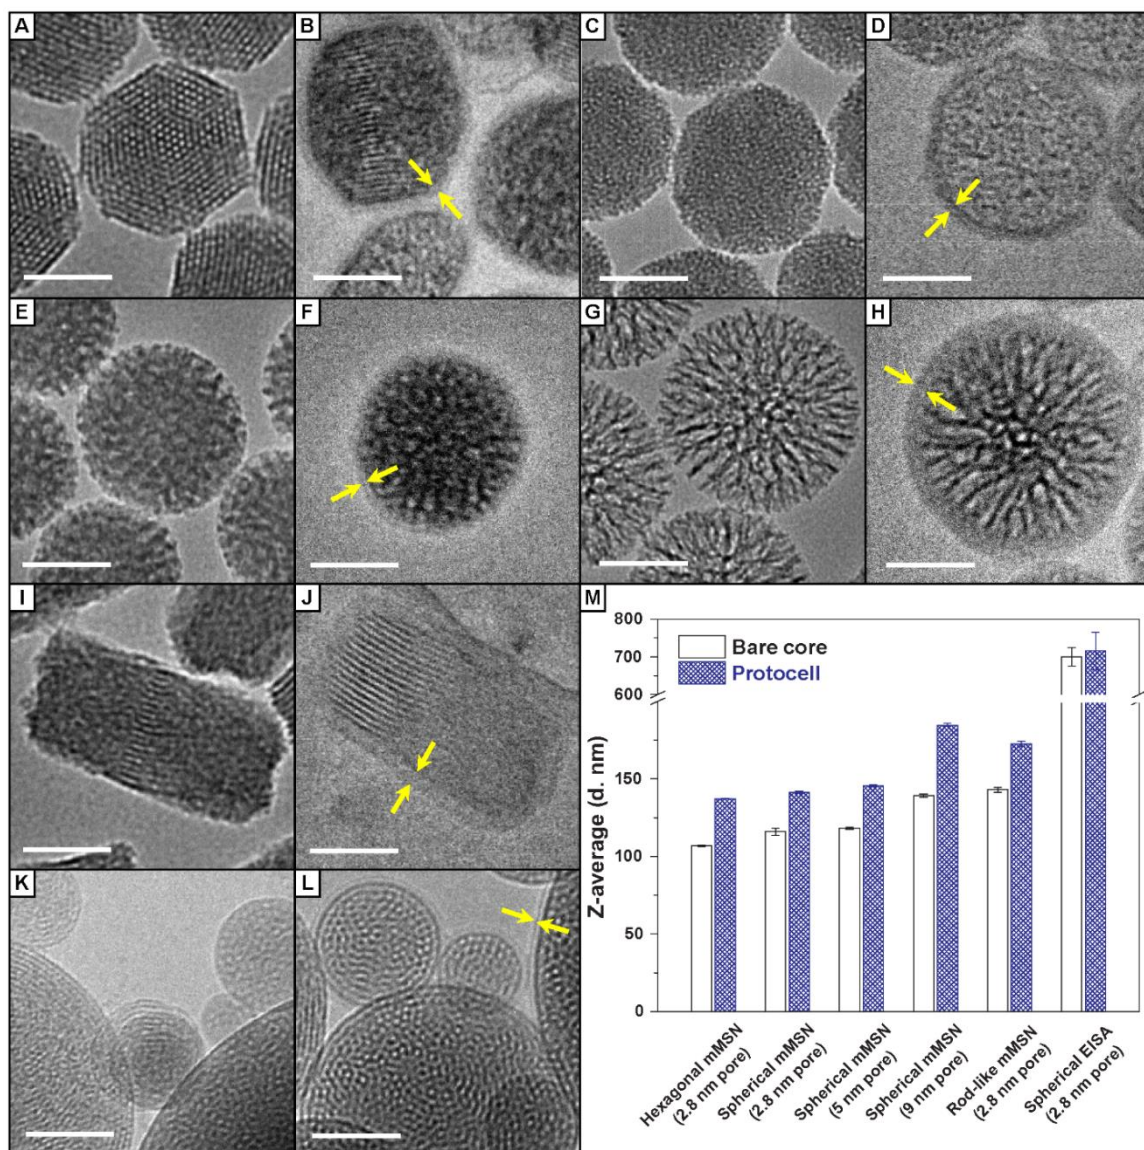 A
B
C
D
E
F
G
H
I
J
M
K
L
Bare core
Protocell
800
700
600
150
100
50
0
Z-average (d. nm)
Hexagonal mMSN
(2.8 nm pore)
Spherical mMSN
(2.8 nm pore)
Spherical mMSN
(5 nm pore)
Spherical mMSN
(9 nm pore)
Rod-like mMSN
(2.8 nm pore)
Spherical EISA
(2.8 nm pore)